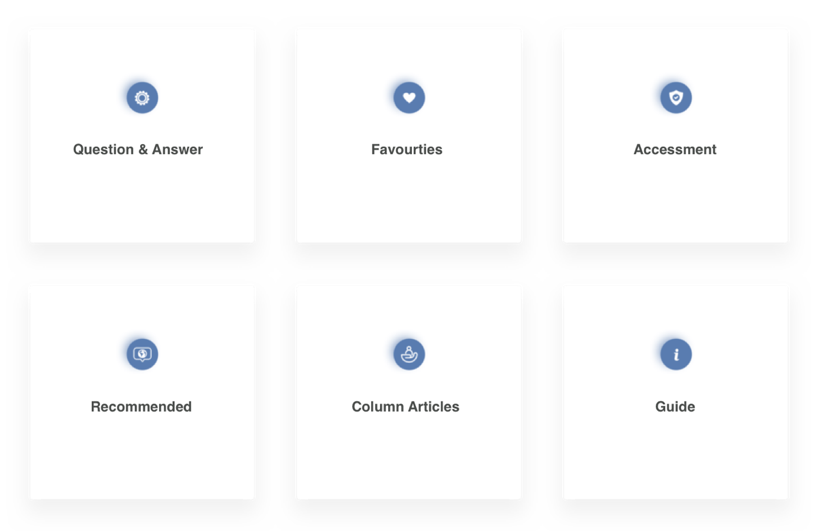 Question & Answer
Favourties
Accessment
Recommended
Column Articles
Guide